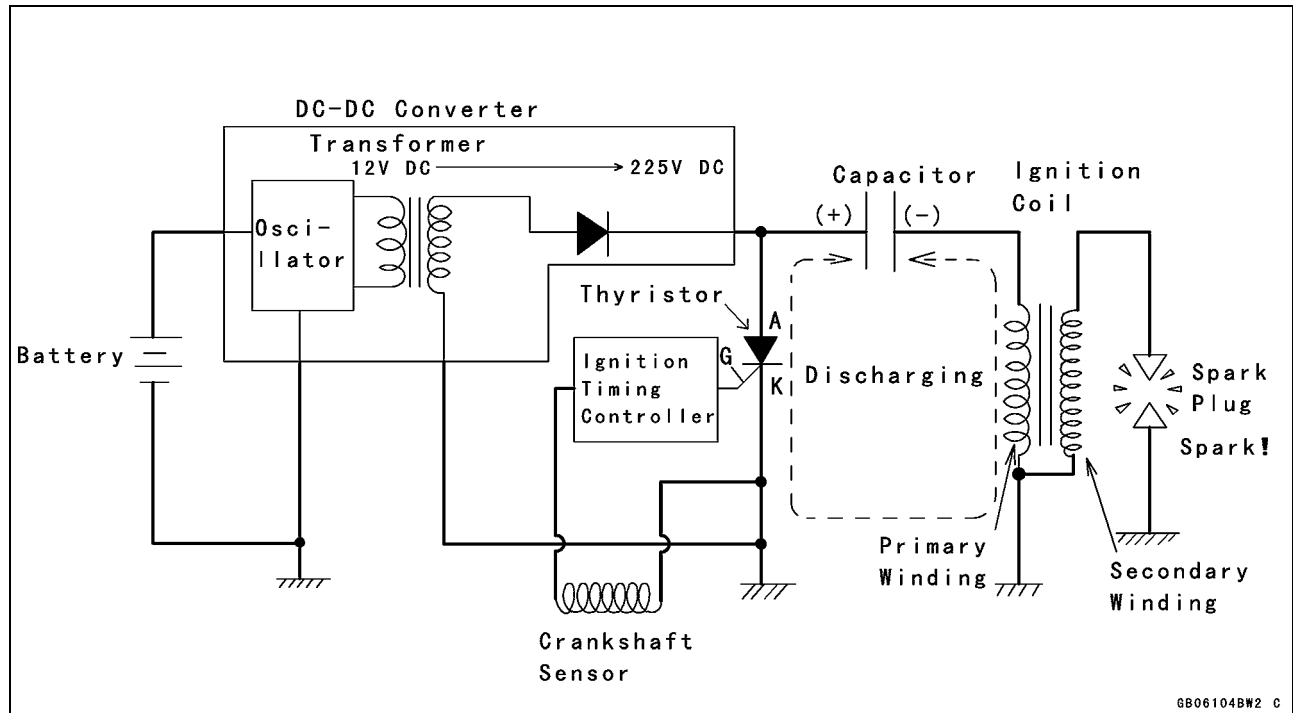 DC-DC Converter
Transformer
12V DC
225V DC
Osci-
llator
Battery
Capacitor
(+)
(-)
Ignition
Coil
Thyristor
A
G
K
Ignition
Timing
Controller
Discharging
Spark
Plug
Spark!
Primary
Winding
Secondary
Winding
Crankshaft
Sensor
GB06104BW2 C